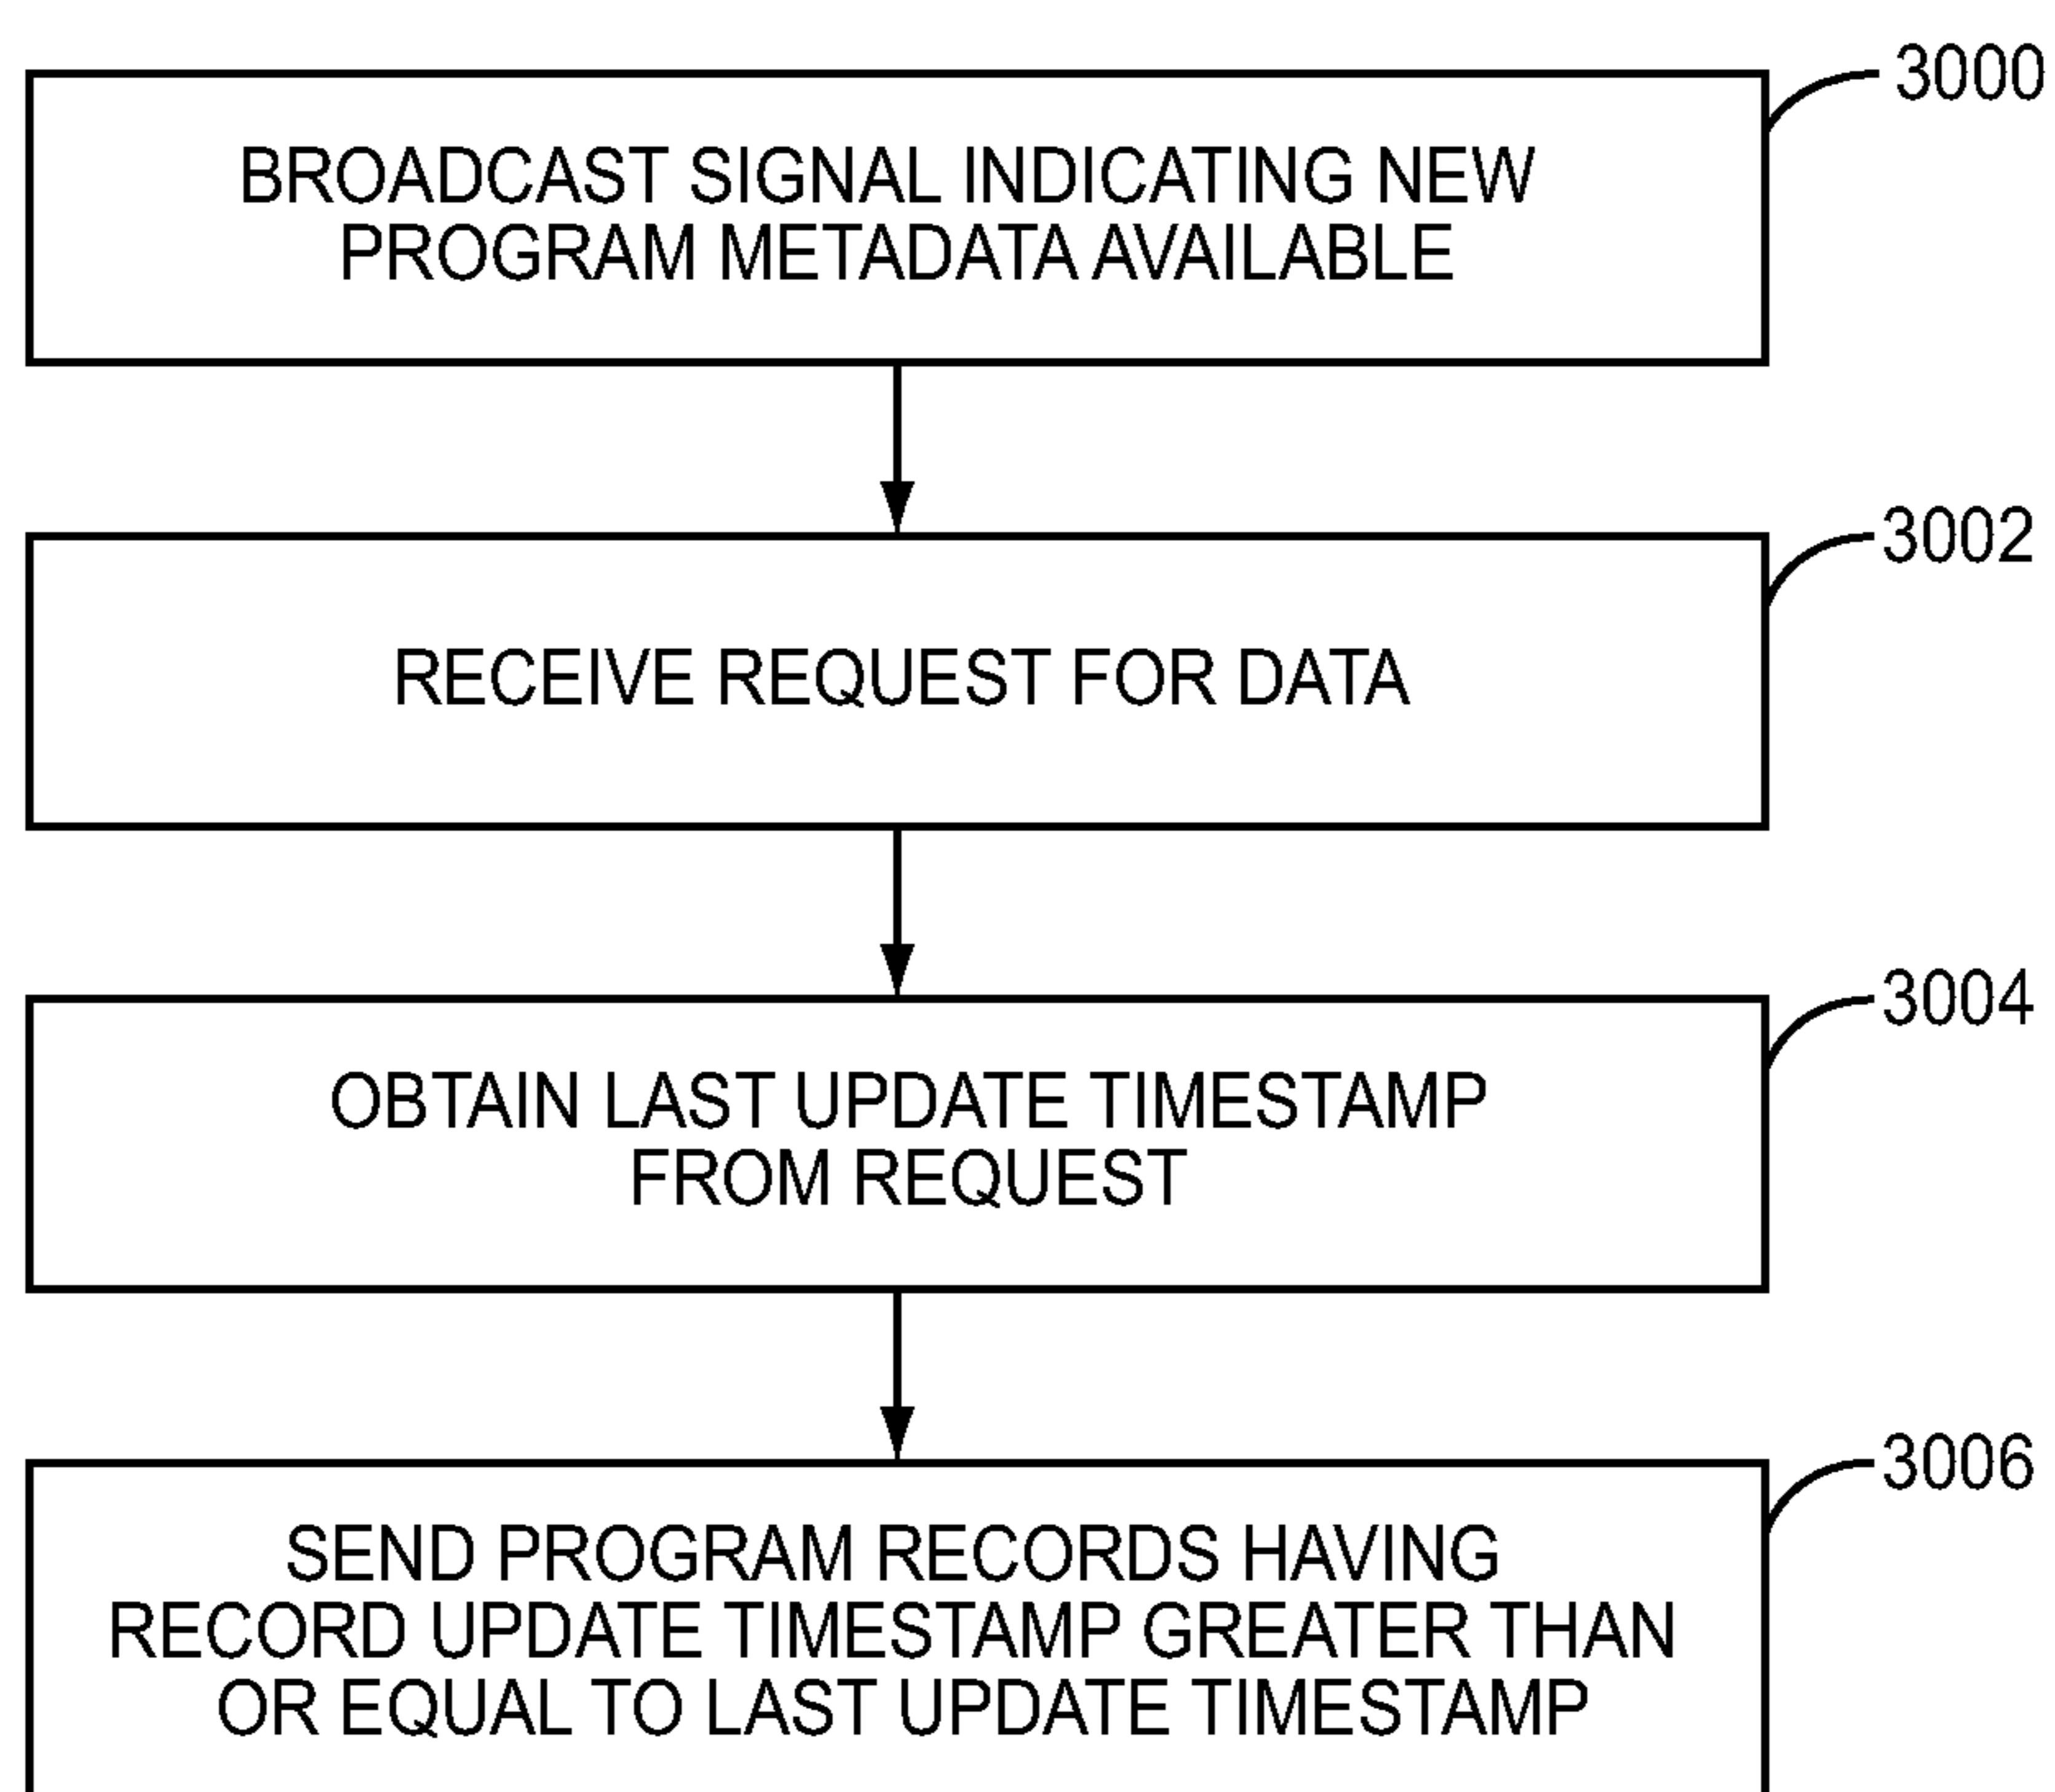 3000
BROADCAST SIGNAL INDICATING NEW
PROGRAM METADATA AVAILABLE
3002
RECEIVE REQUEST FOR DATA
3004
OBTAIN LAST UPDATE TIMESTAMP
FROM REQUEST
3006
SEND PROGRAM RECORDS HAVING
RECORD UPDATE TIMESTAMP GREATER THAN
OR EQUAL TO LAST UPDATE TIMESTAMP